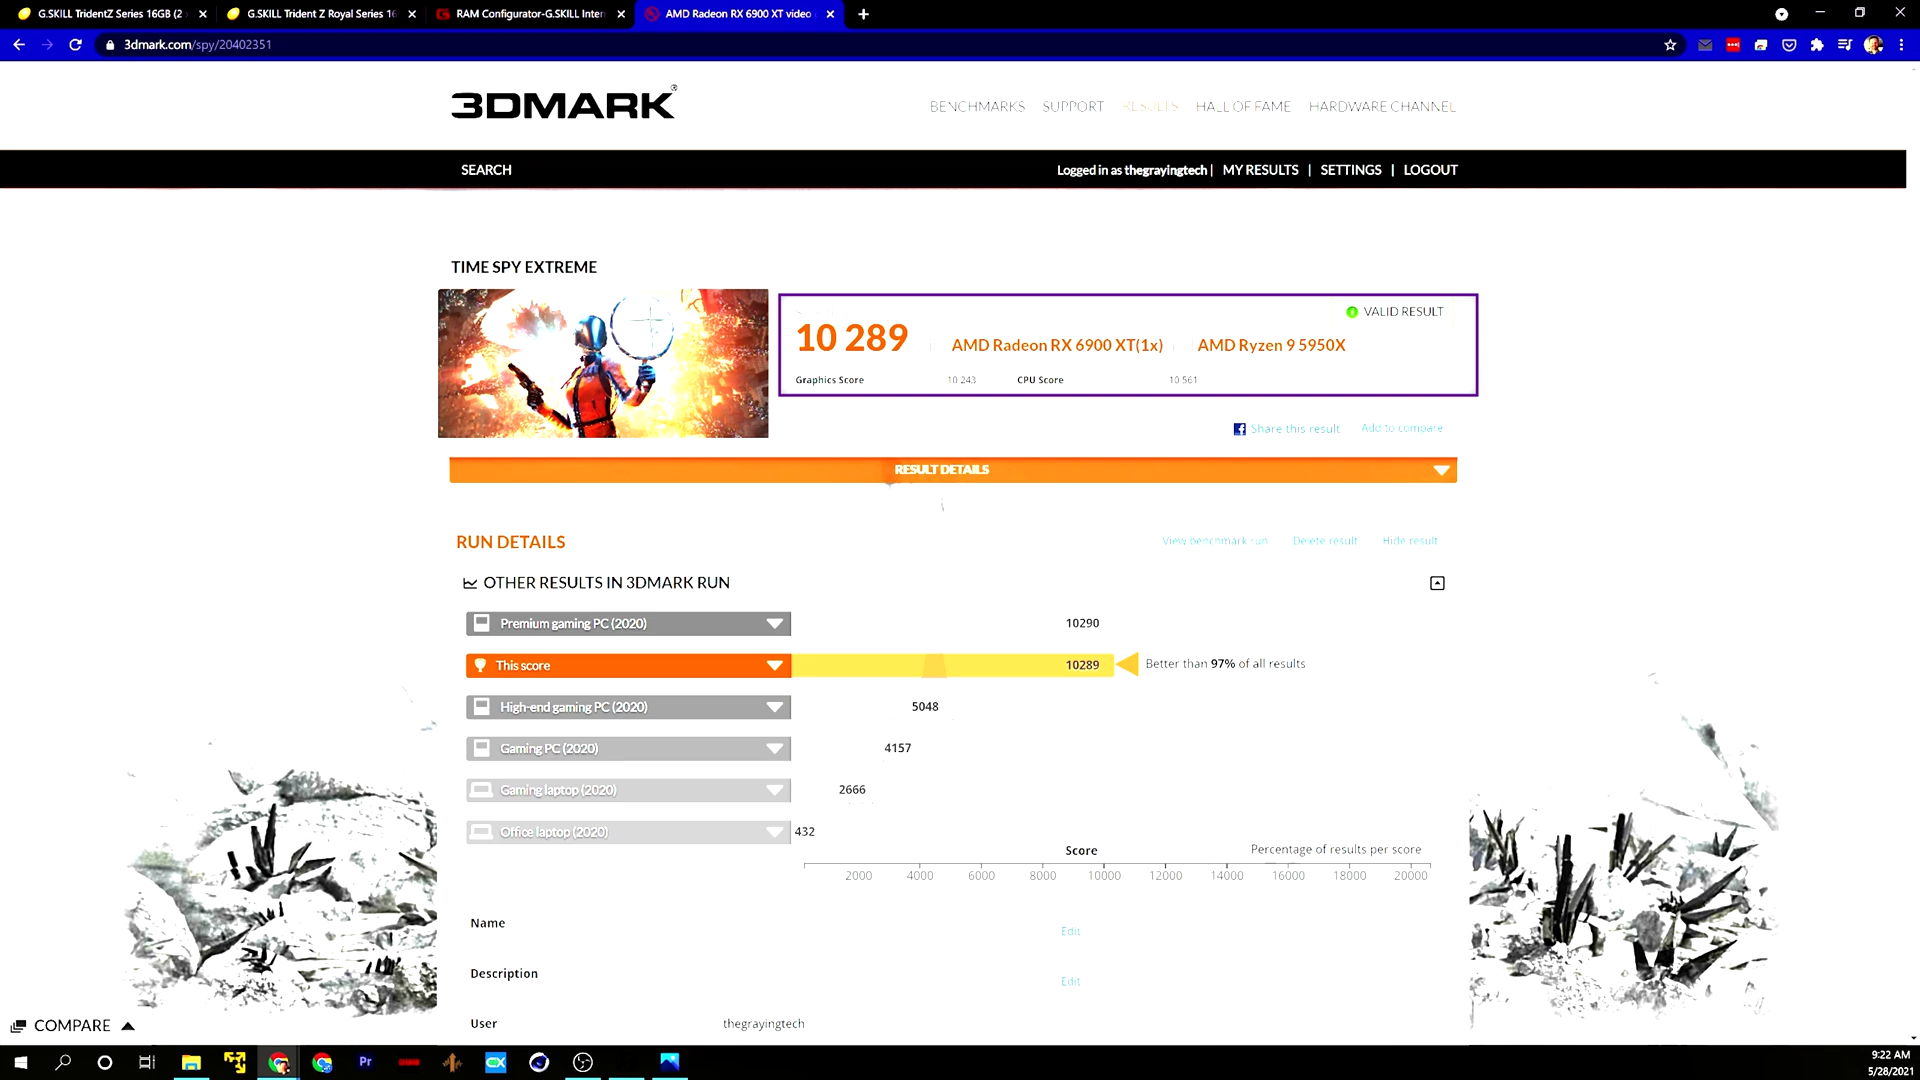 G.SKILL TridentZ Series 16GB (2
G.SKILL Trident Z Royal Series 16
RAM Configurator-G.SKILL Inter
AMD Radeon RX 6900 XT video
3dmark.com/spy/20402351
3DMARK®
BENCHMARKS SUPPORT RESULTS HALL OF FAME HARDWARE CHANNEL
SEARCH
Logged in as thegrayingtech | MY RESULTS | SETTINGS | LOGOUT
TIME SPY EXTREME
VALID RESULT
10 289 AMD Radeon RX 6900 XT(1x) AMD Ryzen 9 5950X
Graphics Score 10 243 CPU Score 10 561
Share this result Add to compare
RESULT DETAILS
RUN DETAILS
View benchmark run Delete result Hide result
OTHER RESULTS IN 3DMARK RUN
Premium gaming PC (2020) 10290
This score 10289 Better than 97% of all results
High-end gaming PC (2020) 5048
Gaming PC (2020) 4157
Gaming laptop (2020) 2666
Office laptop (2020) 432
Score Percentage of results per score
2000 4000 6000 8000 10000 12000 14000 16000 18000 20000
Name Edit
Description Edit
User thegrayingtech
COMPARE
Pr
CX
9:22 AM
5/28/2021